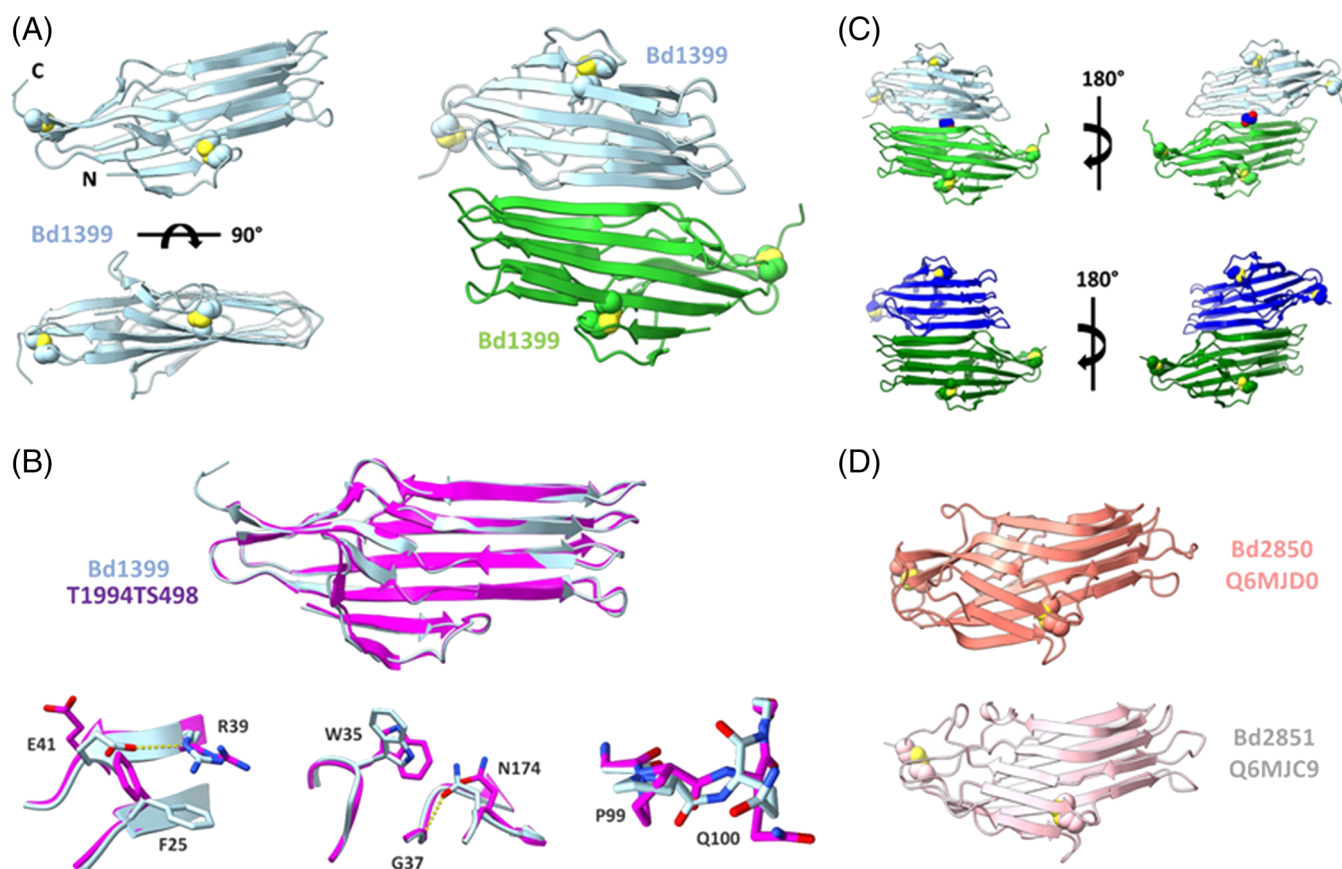 (A)
C
N
Bd1399
90°
Bd1399
Bd1399
(C)
180°
180°
(B)
Bd1399
T1994TS498
E41
R39
F25
W35
N174
G37
P99
Q100
(D)
Bd2850
Q6MJD0
Bd2851
Q6MJC9